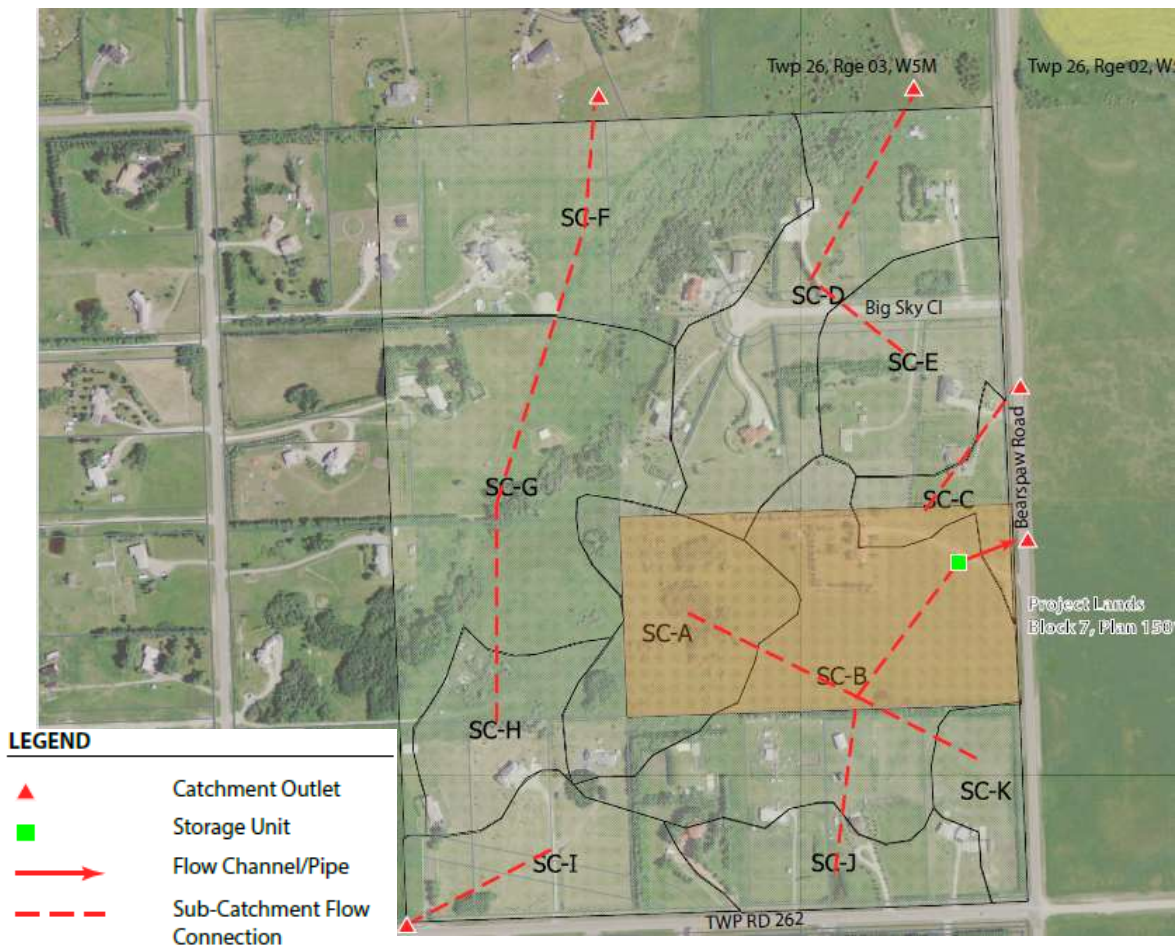 Twp 26, Rge 03, W5M
Twp 26, Rge 02, W5
SC-F
SC-D
Big Sky Cl
SC-E
Bearspaw Road
SC-G
SC-C
Project Lands
Block 7, Plan 150
SC-A
SC-B
SC-H
SC-K
SC-I
SC-J
TWP RD 262
LEGEND
Catchment Outlet
Storage Unit
Flow Channel/Pipe
Sub-Catchment Flow
Connection